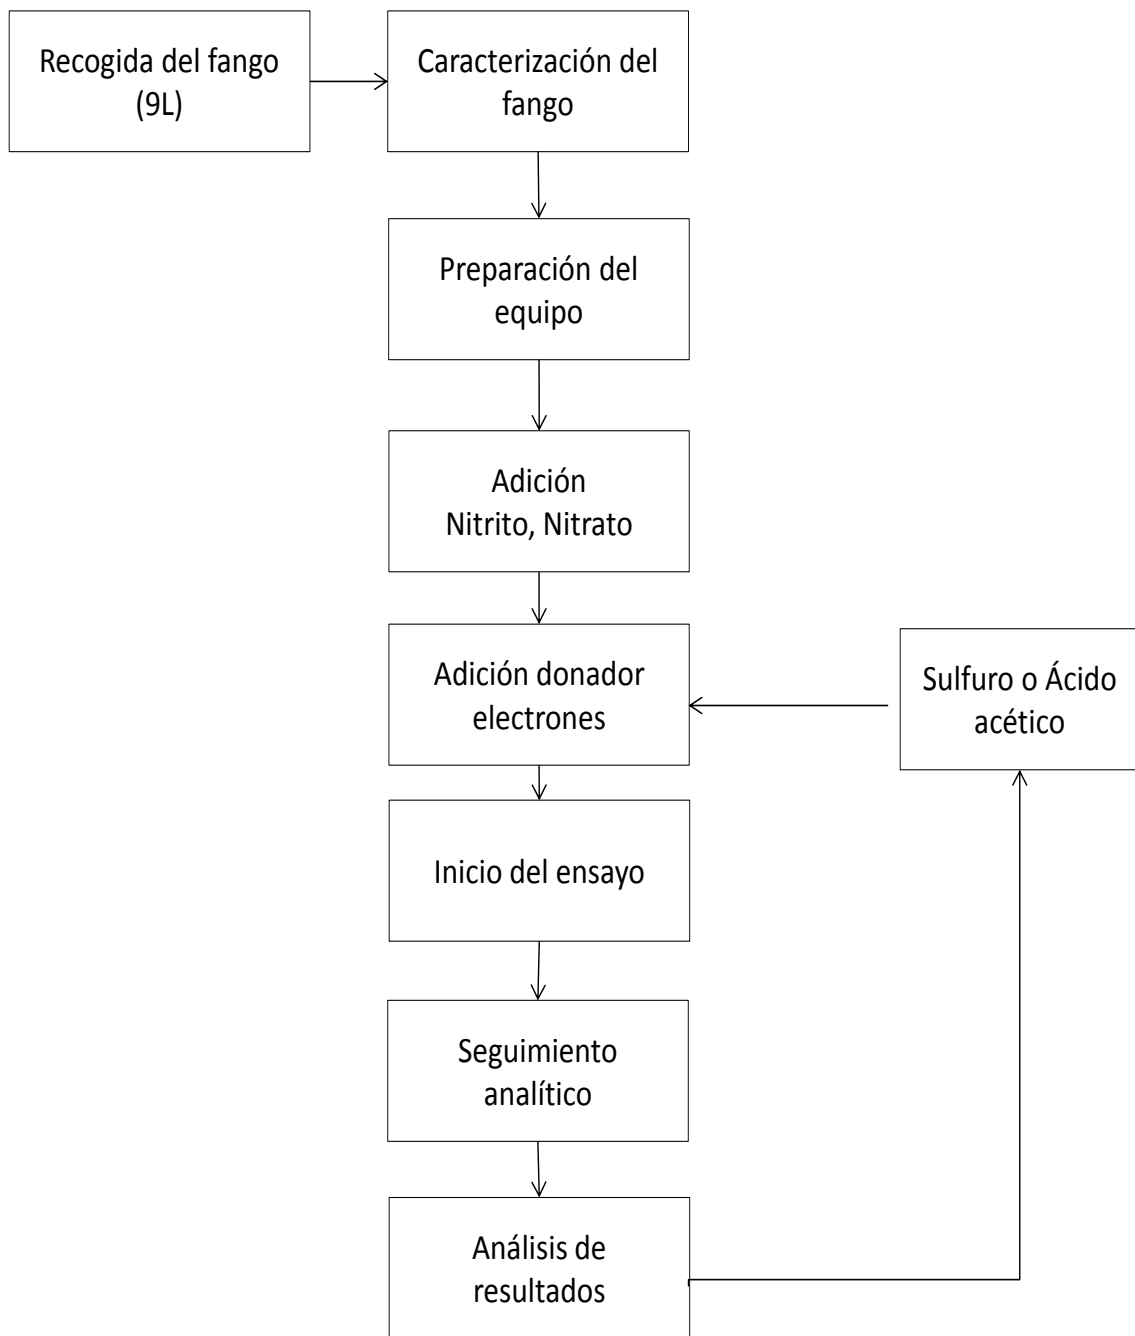 Recogida del fango
(9L)
Caracterización del
fango
Preparación del
equipo
Adición
Nitrito, Nitrato
Adición donador
electrones
Sulfuro o Ácido
acético
Inicio del ensayo
Seguimiento
analítico
Análisis de
resultados